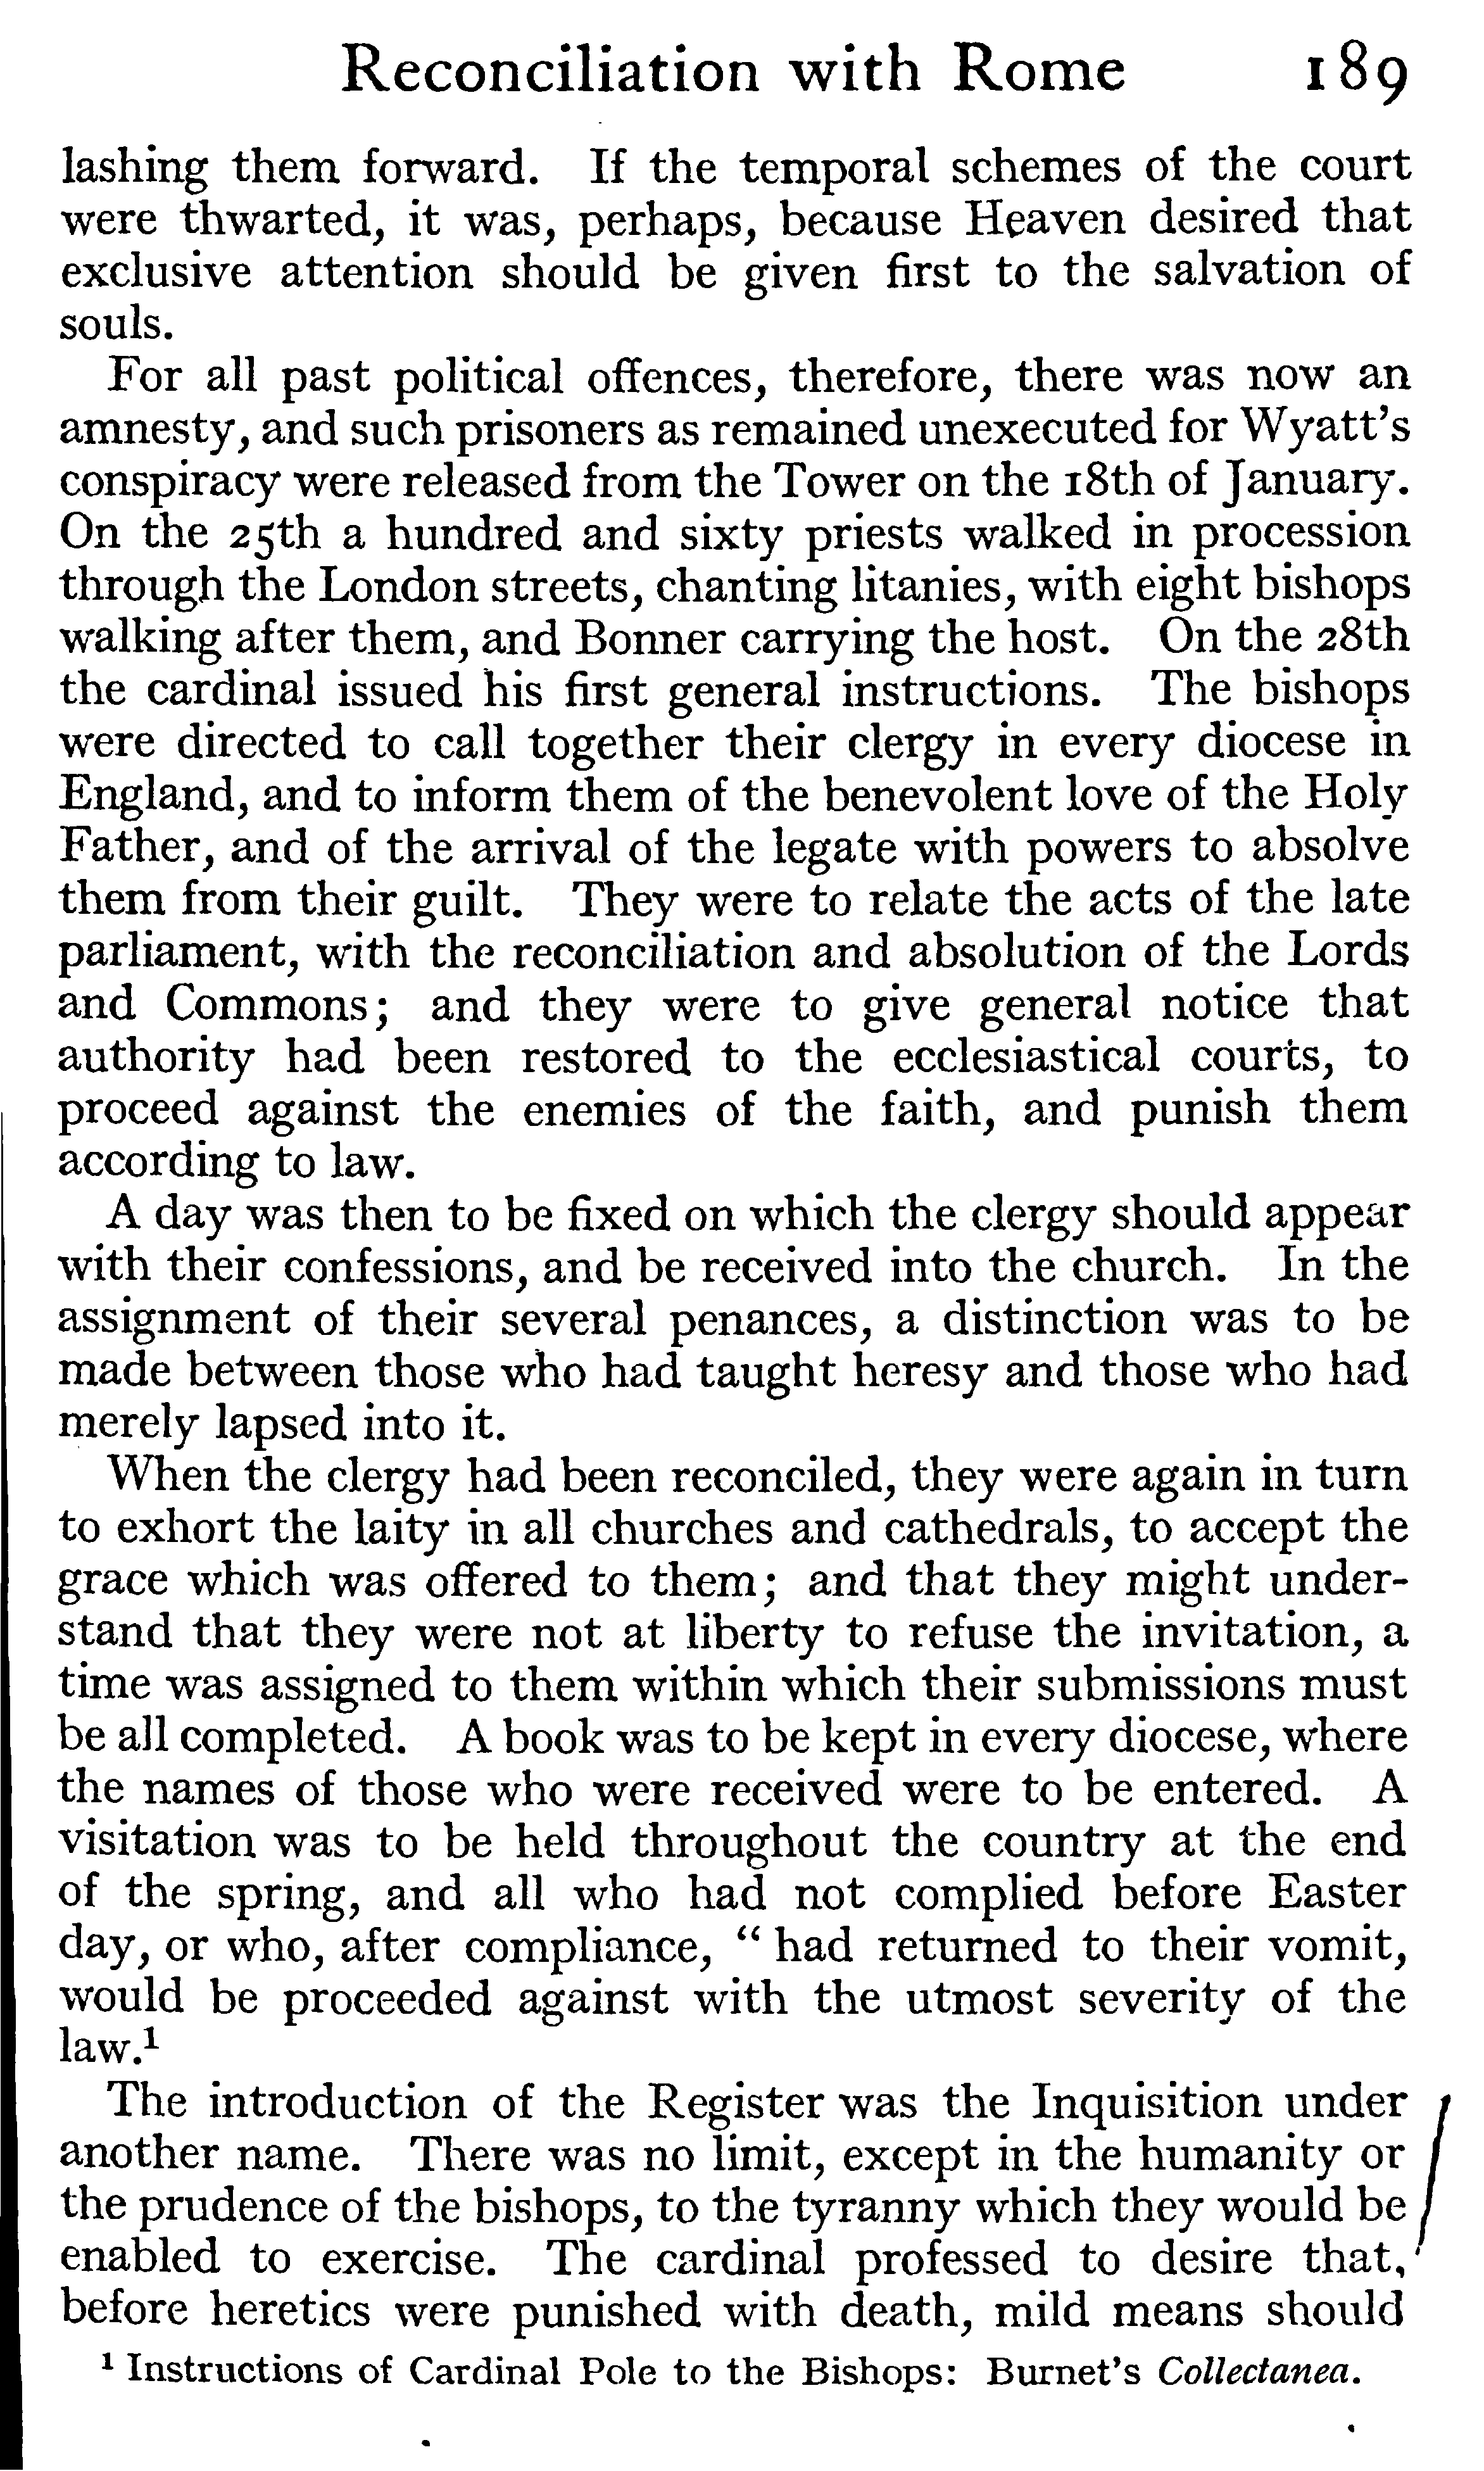 Reconciliation with Rome 189
lashing them forward. If the temporal schemes of the court
were thwarted, it was, perhaps, because Heaven desired that
exclusive attention should be given first to the salvation of
souls.
For all past political offences, therefore, there was now an
amnesty, and such prisoners as remained unexecuted for Wyatt's
conspiracy were released from the Tower on the 18th of January.
On the 25th a hundred and sixty priests walked in procession
through the London streets, chanting litanies, with eight bishops
walking after them, and Bonner carrying the host. On the 28th
the cardinal issued his first general instructions. The bishops
were directed to call together their clergy in every diocese in
England, and to inform them of the benevolent love of the Holy
Father, and of the arrival of the legate with powers to absolve
them from their guilt. They were to relate the acts of the late
parliament, with the reconciliation and absolution of the Lords
and Commons; and they were to give general notice that
authority had been restored to the ecclesiastical courts, to
proceed against the enemies of the faith, and punish them
according to law.
A day was then to be fixed on which the clergy should appear
with their confessions, and be received into the church. In the
assignment of their several penances, a distinction was to be
made between those who had taught heresy and those who had
merely lapsed into it.
When the clergy had been reconciled, they were again in turn
to exhort the laity in all churches and cathedrals, to accept the
grace which was offered to them; and that they might under-
stand that they were not at liberty to refuse the invitation, a
time was assigned to them within which their submissions must
be all completed. A book was to be kept in every diocese, where
the names of those who were received were to be entered. A
visitation was to be held throughout the country at the end
of the spring, and all who had not complied before Easter
day, or who, after compliance, “ had returned to their vomit,
would be proceeded against with the utmost severity of the
law.¹
The introduction of the Register was the Inquisition under
another name. There was no limit, except in the humanity or
the prudence of the bishops, to the tyranny which they would be
enabled to exercise. The cardinal professed to desire that,
before heretics were punished with death, mild means should
¹ Instructions of Cardinal Pole to the Bishops: Burnet's Collectanea.